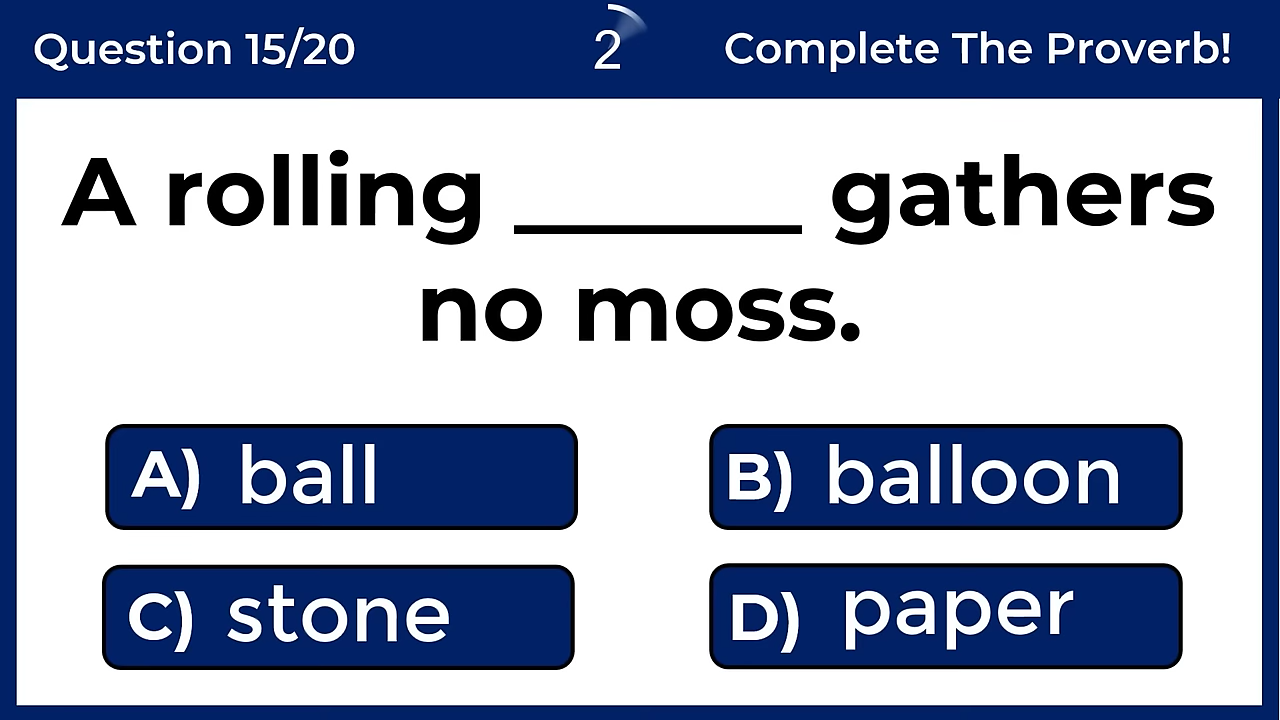 Question 15/20
2
Complete The Proverb!
A rolling ______ gathers
no moss.
A) ball
B) balloon
C) stone
D) paper